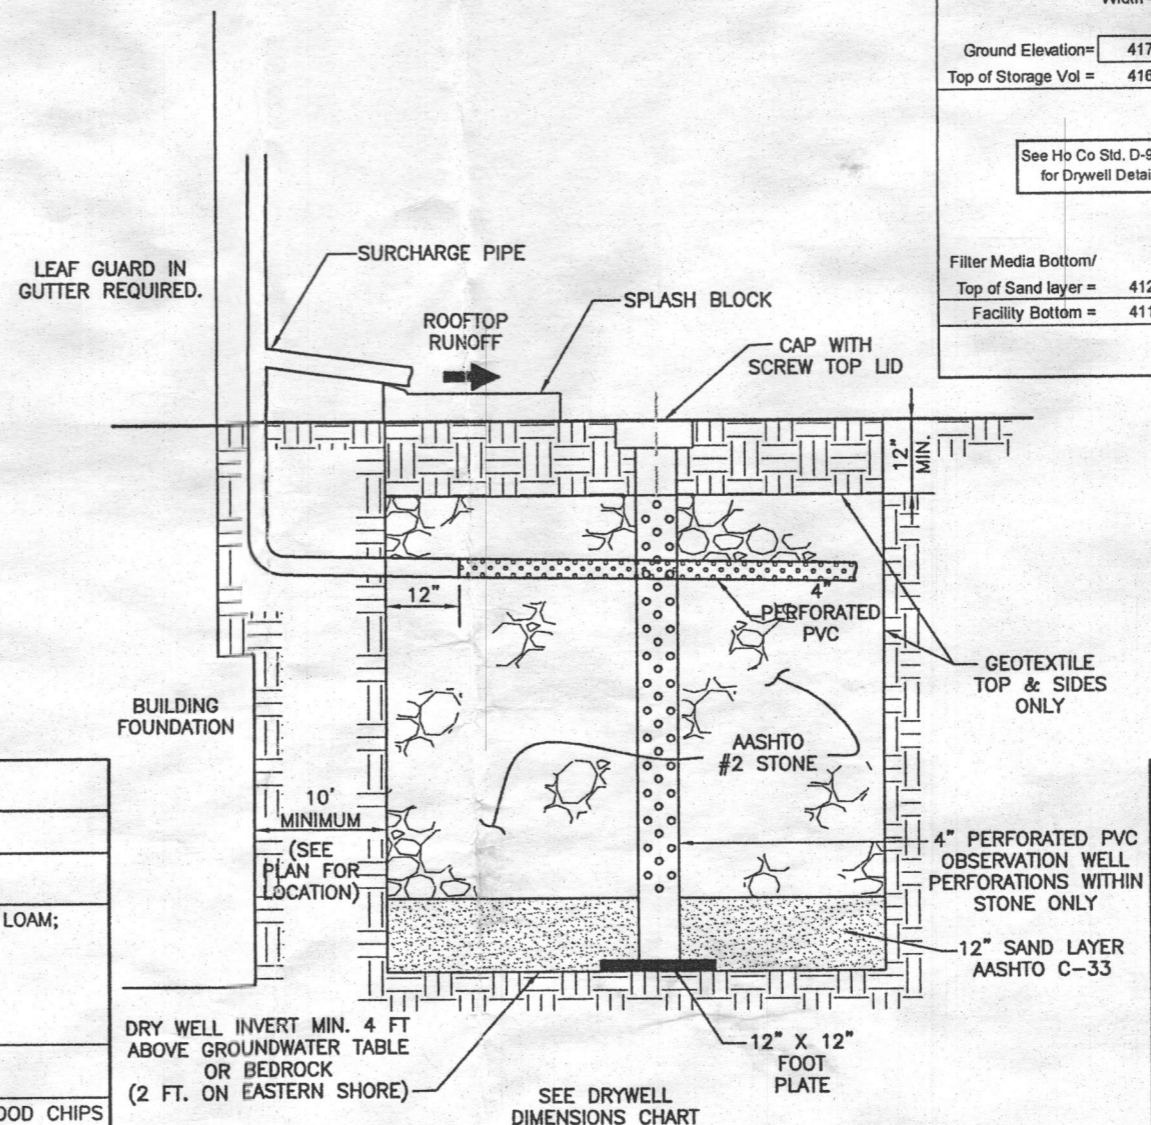 Ground Elevation=
Top of Storage Vol =
See Ho Co Std. D-9
for Drywell Detai
Filter Media Bottom/
Top of Sand layer =
Facility Bottom =
LEAF GUARD IN
GUTTER REQUIRED.
SURCHARGE PIPE
ROOFTOP
RUNOFF
SPLASH BLOCK
CAP WITH
SCREW TOP LID
12"
MIN.
12"
4"
PERFORATED
PVC
GEOTEXTILE
TOP & SIDES
ONLY
BUILDING
FOUNDATION
AASHTO
#2 STONE
10'
MINIMUM
(SEE
PLAN FOR
LOCATION)
4" PERFORATED PVC
OBSERVATION WELL
PERFORATIONS WITHIN
STONE ONLY
LOAM;
12" SAND LAYER
AASHTO C-33
DRY WELL INVERT MIN. 4 FT
ABOVE GROUNDWATER TABLE
OR BEDROCK
(2 FT. ON EASTERN SHORE)
12" X 12"
FOOT
PLATE
SEE DRYWELL
DIMENSIONS CHART
OOD CHIPS